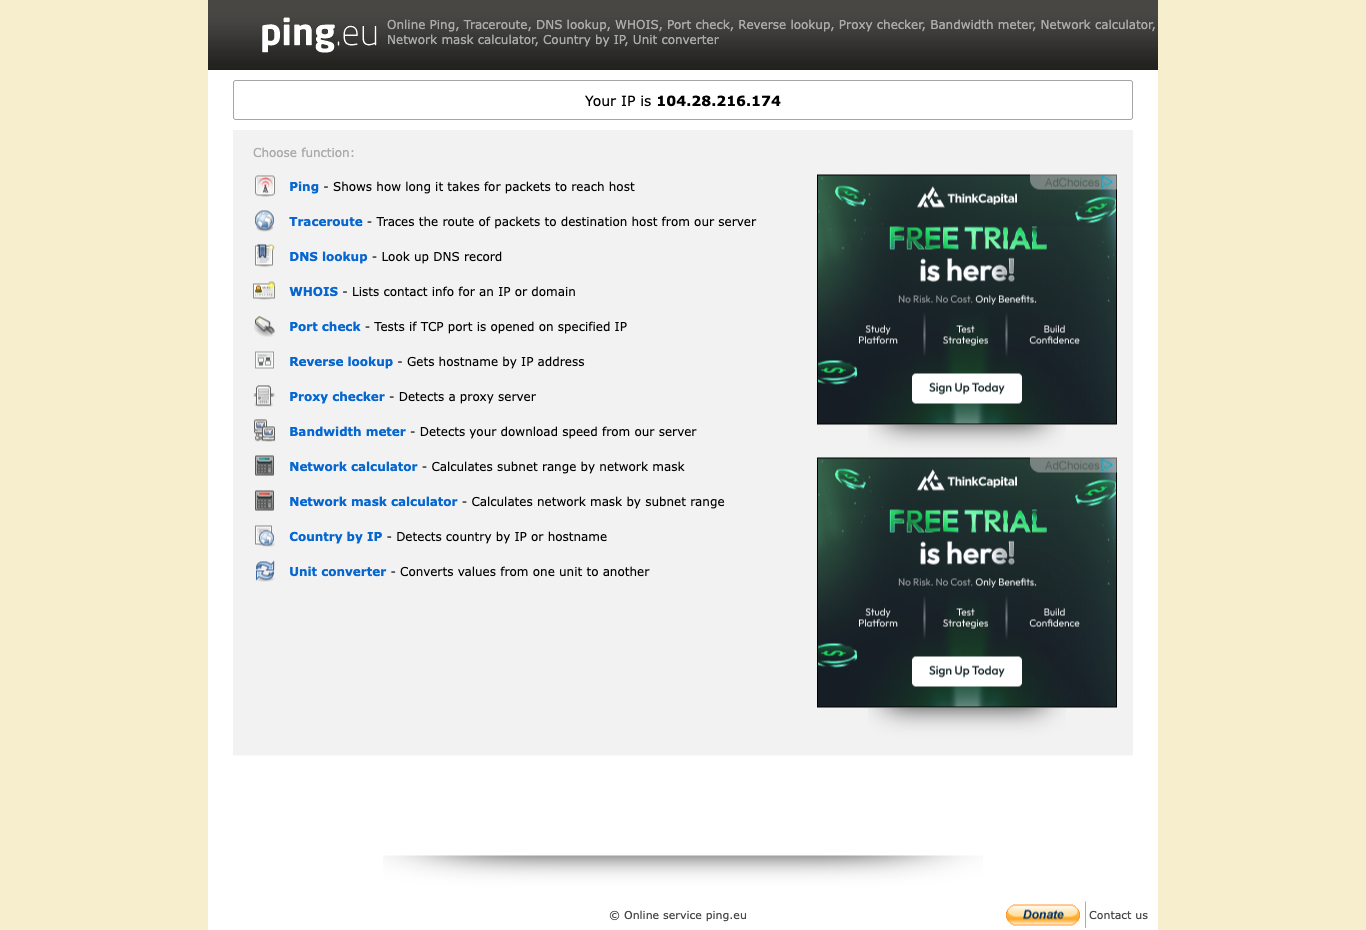 ping.eu
Online Ping, Traceroute, DNS lookup, WHOIS, Port check, Reverse lookup, Proxy checker, Bandwidth meter, Network calculator,
Network mask calculator, Country by IP, Unit converter
Your IP is 104.28.216.174
Choose function:
Ping - Shows how long it takes for packets to reach host
Traceroute - Traces the route of packets to destination host from our server
DNS lookup - Look up DNS record
WHOIS - Lists contact info for an IP or domain
Port check - Tests if TCP port is opened on specified IP
Reverse lookup - Gets hostname by IP address
Proxy checker - Detects a proxy server
Bandwidth meter - Detects your download speed from our server
Network calculator - Calculates subnet range by network mask
Network mask calculator - Calculates network mask by subnet range
Country by IP - Detects country by IP or hostname
Unit converter - Converts values from one unit to another
AdChoices
ThinkCapital
FREE TRIAL
is here!
No Risk. No Cost. Only Benefits.
Study Platform
Test Strategies
Build Confidence
Sign Up Today
AdChoices
ThinkCapital
FREE TRIAL
is here!
No Risk. No Cost. Only Benefits.
Study Platform
Test Strategies
Build Confidence
Sign Up Today
© Online service ping.eu
Donate
Contact us